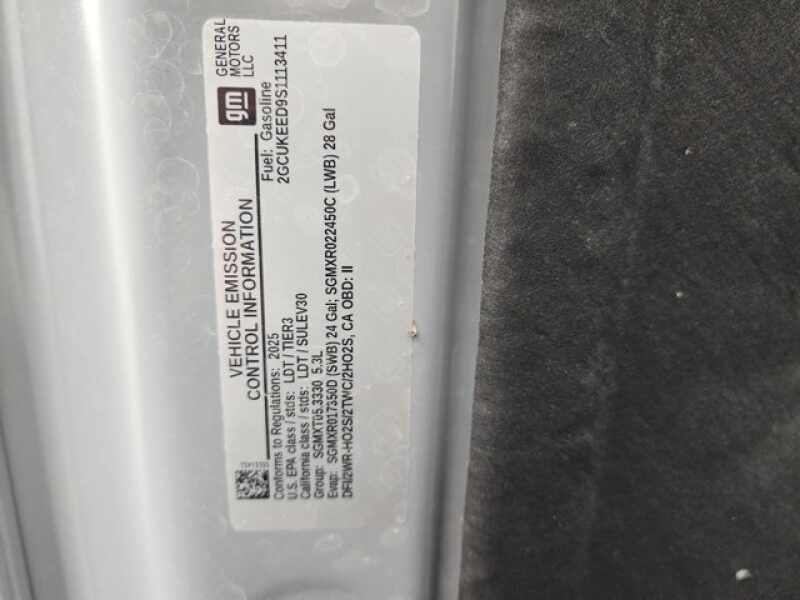 gm
GENERAL
MOTORS
LLC
VEHICLE EMISSION
CONTROL INFORMATION
Fuel: Gasoline
2GCUKEED9S1113411
Conforms to Regulations: 2025
U.S. EPA class / stds: LDT / TIER3
California class / stds: LDT / SULEV30
Group: SGMXT05.3330 5.3L
Evap: SGMXR017350D (SWB) 24 Gal; SGMXR022450C (LWB) 28 Gal
DFI/2WR-HO2S/2TWC/2HO2S, CA OBD: II